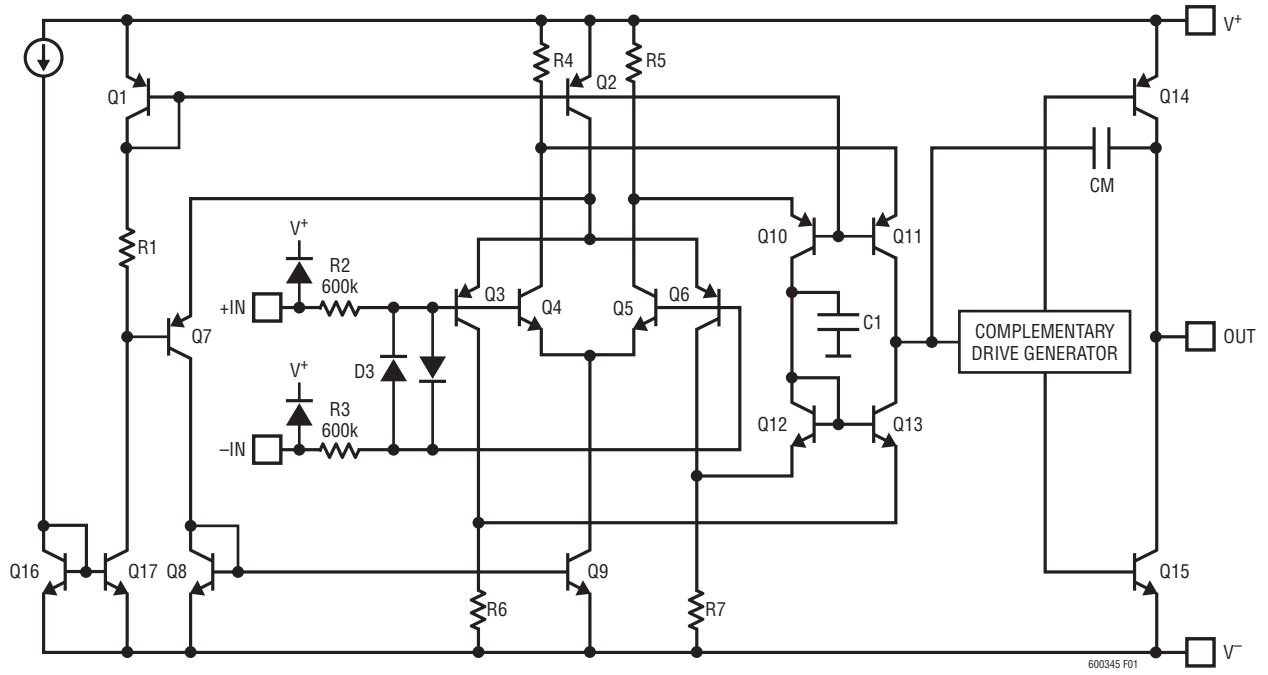 V+
R4
Q2
R5
Q1
Q14
CM
V+
R1
R2
600k
Q10
Q11
+IN
Q3
Q4
Q5
Q6
Q7
C1
COMPLEMENTARY
DRIVE GENERATOR
OUT
V+
D3
R3
600k
Q12
Q13
–IN
Q16
Q17
Q8
Q9
Q15
R6
R7
V–
600345 F01